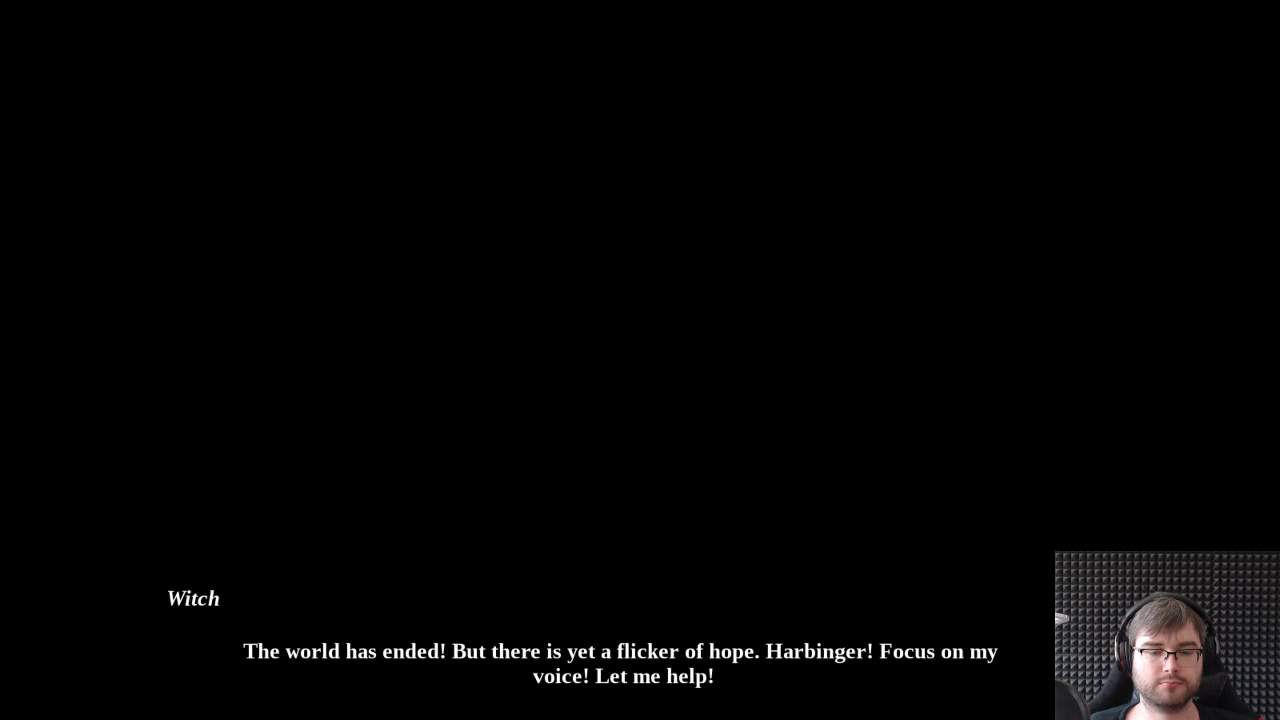 Witch
The world has ended! But there is yet a flicker of hope. Harbinger! Focus on my
voice! Let me help!